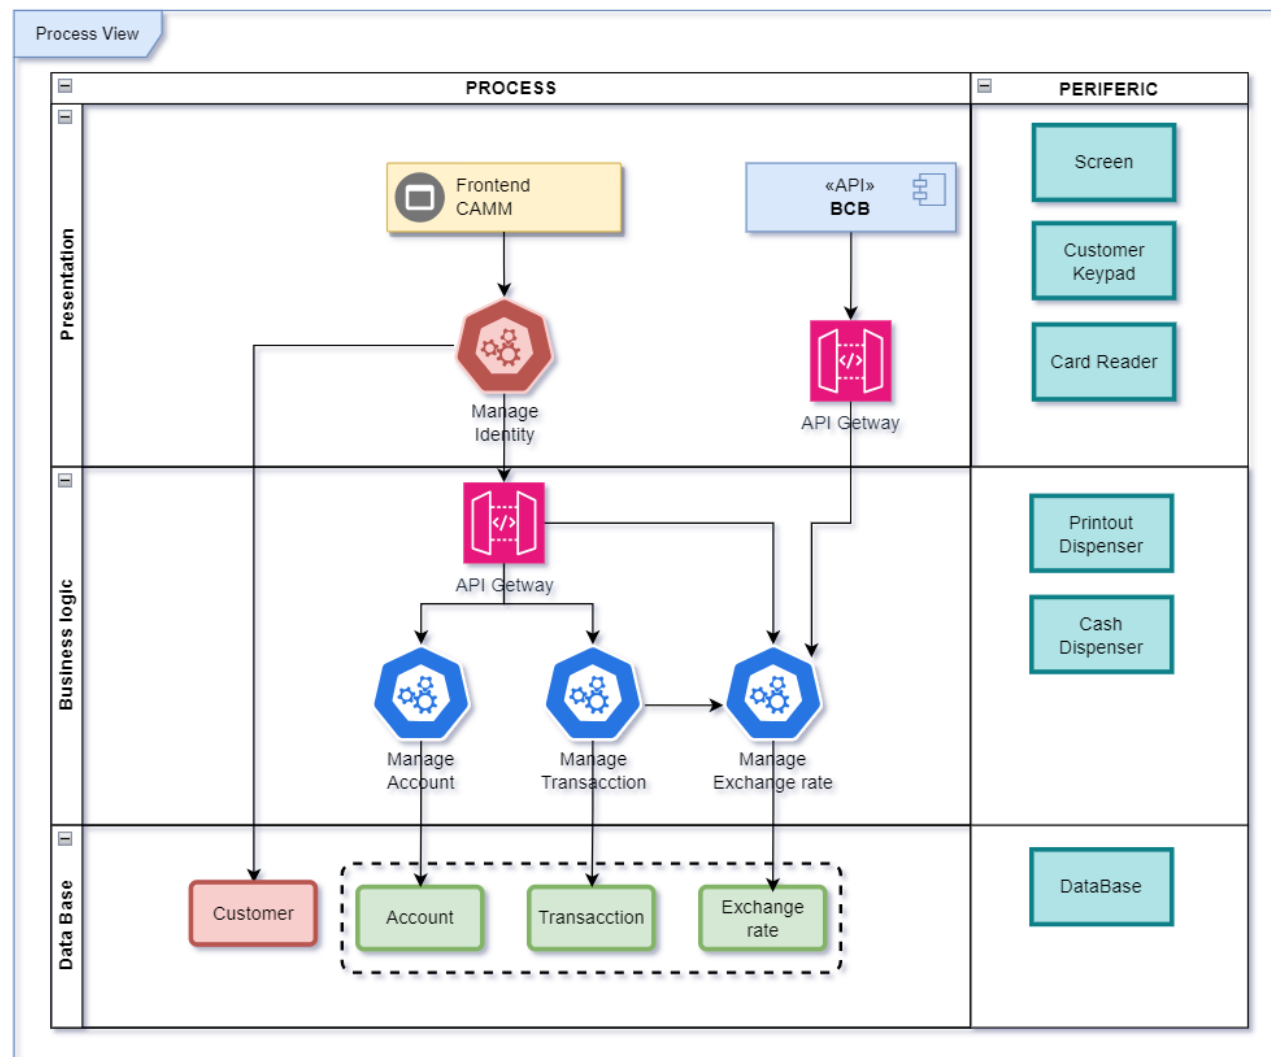 Process View
PROCESS
PERIFERIC
Presentation
Frontend
CAMM
«API»
BCB
Screen
Customer
Keypad
Card Reader
Manage
Identity
API Getway
Business logic
API Getway
Printout
Dispenser
Cash
Dispenser
Manage
Account
Manage
Transacction
Manage
Exchange rate
Data Base
Customer
Account
Transacction
Exchange
rate
DataBase